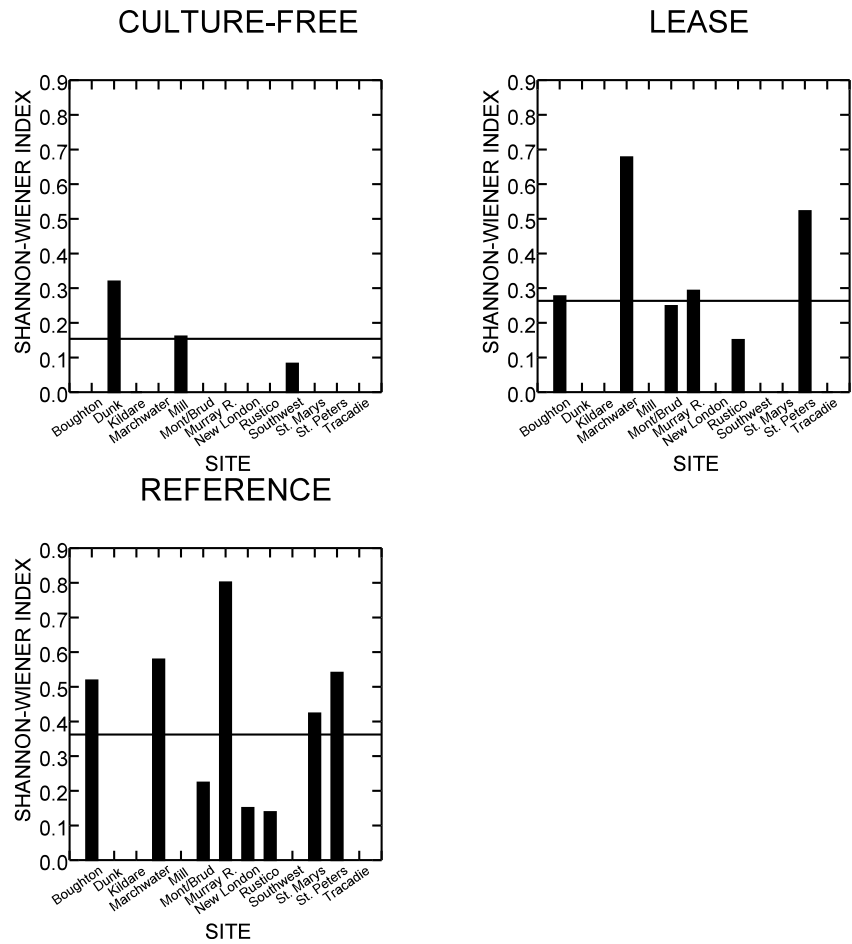 CULTURE-FREE
SHANNON-WIENER INDEX
0.9
0.8
0.7
0.6
0.5
0.4
0.3
0.2
0.1
0.0
Boughton
Dunk
Kildare
Marchwater
Mill
Mont/Brud
Murray R.
New London
Rustico
Southwest
St. Marys
St. Peters
Tracadie
SITE
LEASE
SHANNON-WIENER INDEX
0.9
0.8
0.7
0.6
0.5
0.4
0.3
0.2
0.1
0.0
Boughton
Dunk
Kildare
Marchwater
Mill
Mont/Brud
Murray R.
New London
Rustico
Southwest
St. Marys
St. Peters
Tracadie
SITE
REFERENCE
SHANNON-WIENER INDEX
0.9
0.8
0.7
0.6
0.5
0.4
0.3
0.2
0.1
0.0
Boughton
Dunk
Kildare
Marchwater
Mill
Mont/Brud
Murray R.
New London
Rustico
Southwest
St. Marys
St. Peters
Tracadie
SITE